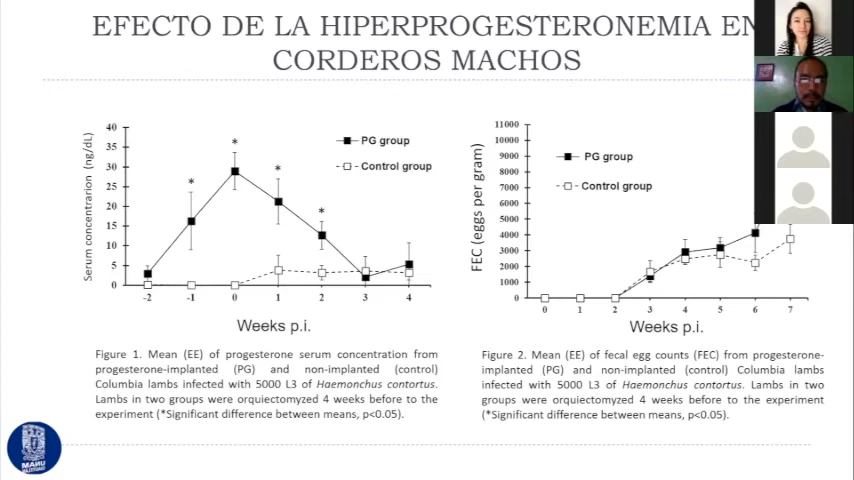 EFECTO DE LA HIPERPROGESTERONEMIA EN
CORDEROS MACHOS
Serum concentrarion (ng/dL)
40
35
30
25
20
15
10
5
0
* * * * *
PG group
Control group
-2 -1 0 1 2 3 4
Weeks p.i.
FEC (eggs per gram)
11000
10000
9000
8000
7000
6000
5000
4000
3000
2000
1000
0
PG group
Control group
0 1 2 3 4 5 6 7
Weeks p.i.
Figure 1. Mean (EE) of progesterone serum concentration from
progesterone-implanted (PG) and non-implanted (control)
Columbia lambs infected with 5000 L3 of Haemonchus contortus.
Lambs in two groups were orquiectomyzed 4 weeks before to the
experiment (*Significant difference between means, p<0.05).
Figure 2. Mean (EE) of fecal egg counts (FEC) from progesterone-
implanted (PG) and non-implanted (control) Columbia lambs
infected with 5000 L3 of Haemonchus contortus. Lambs in two
groups were orquiectomyzed 4 weeks before to the experiment
(*Significant difference between means, p<0.05).